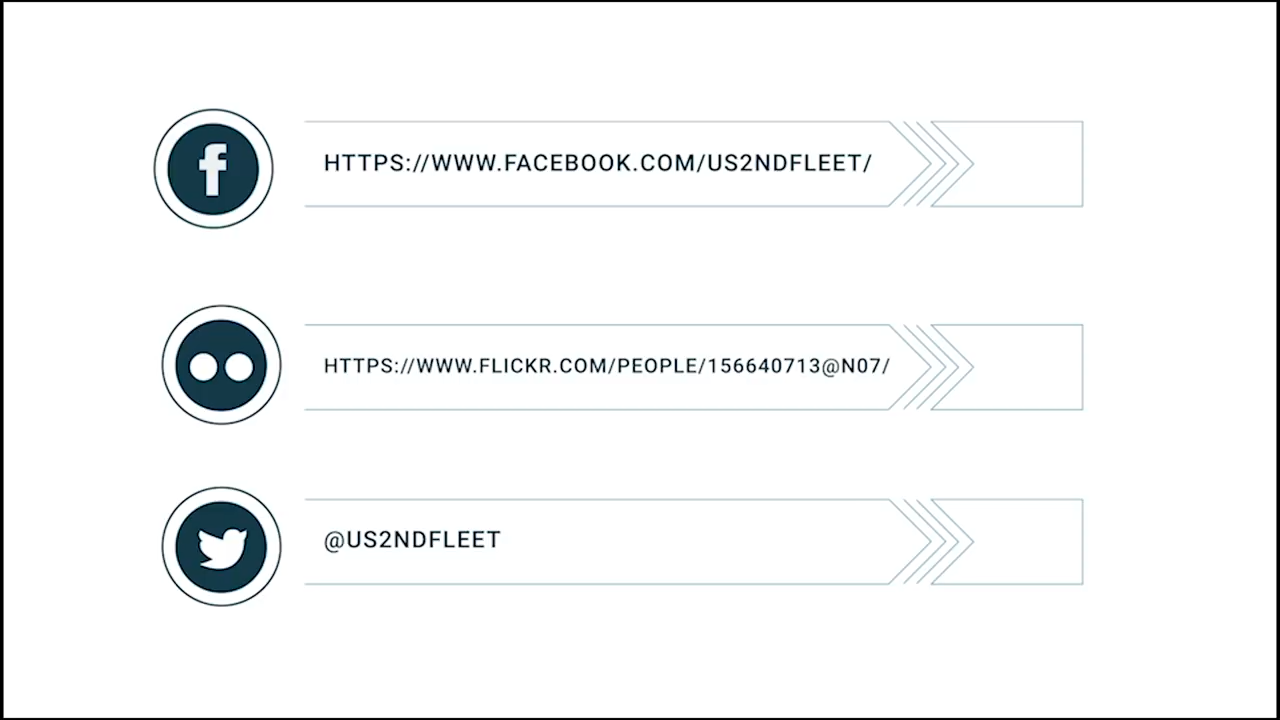 HTTPS://WWW.FACEBOOK.COM/US2NDFLEET/
HTTPS://WWW.FLICKR.COM/PEOPLE/156640713@N07/
@US2NDFLEET